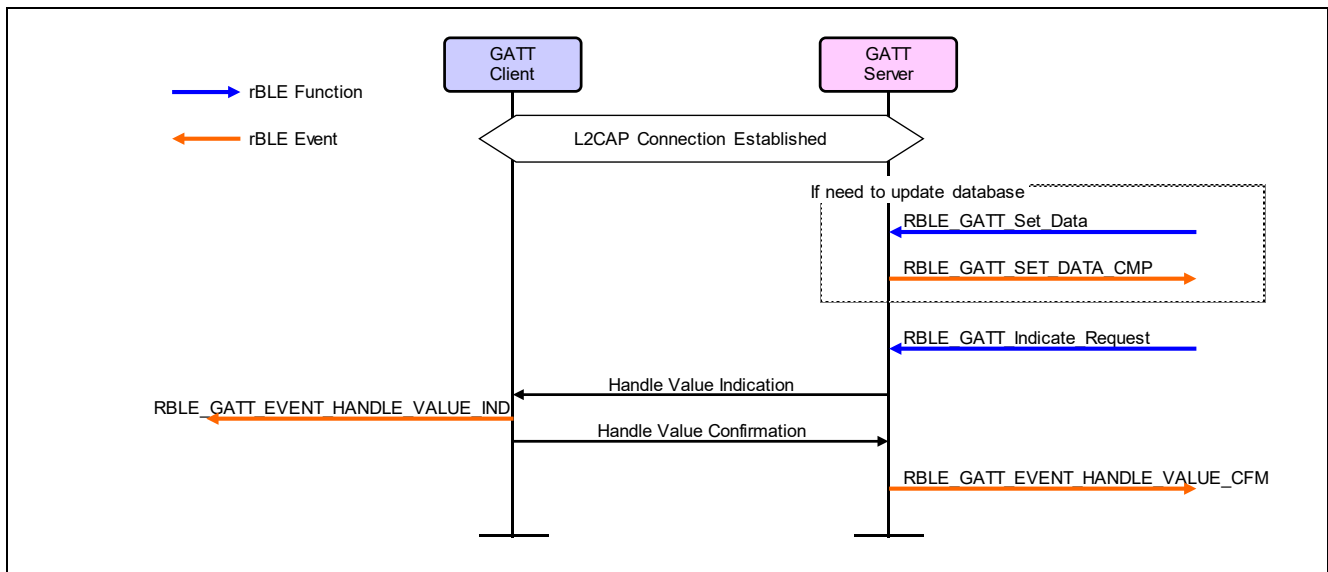 GATT
Client
GATT
Server
rBLE Function
rBLE Event
L2CAP Connection Established
If need to update database
RBLE_GATT_Set_Data
RBLE_GATT_SET_DATA_CMP
RBLE_GATT_Indicate_Request
Handle Value Indication
RBLE_GATT_EVENT_HANDLE_VALUE_IND
Handle Value Confirmation
RBLE_GATT_EVENT_HANDLE_VALUE_CFM